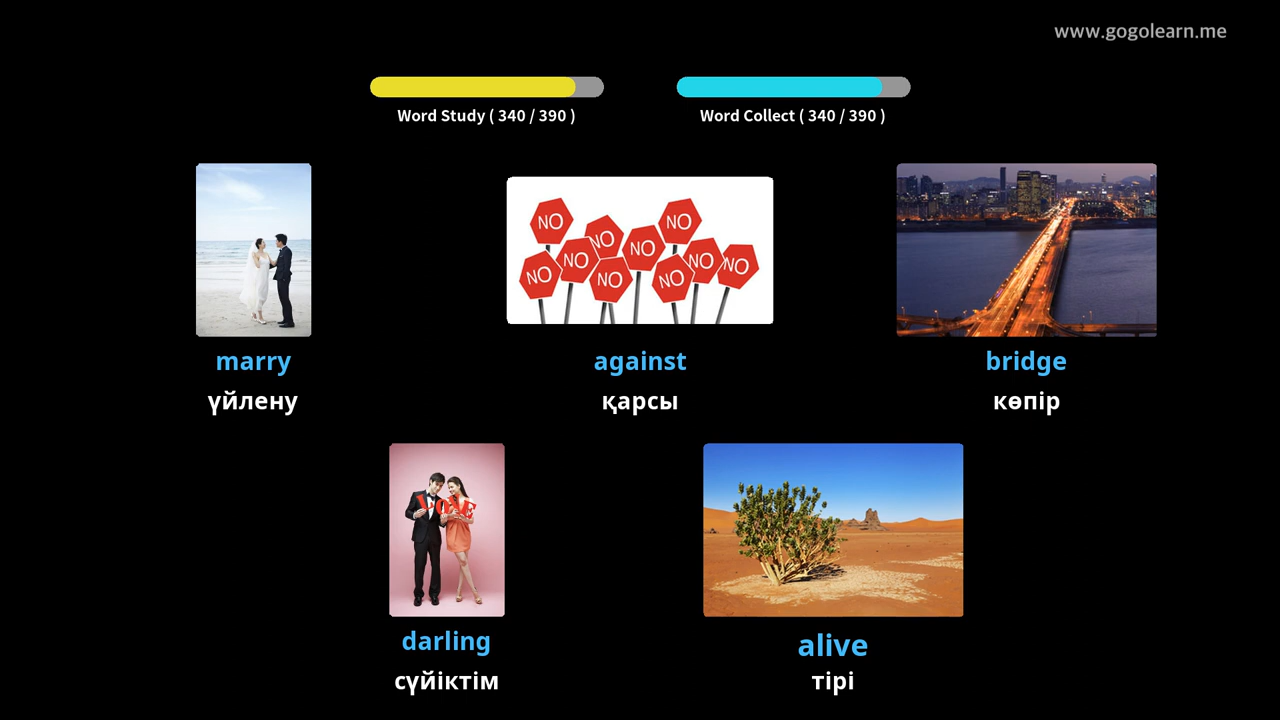 www.gogolearn.me
Word Study ( 340 / 390 )
Word Collect ( 340 / 390 )
NO
NO
NO
NO
NO
NO
NO
NO
NO
NO
marry
against
bridge
үйлену
қарсы
көпір
darling
alive
сүйіктім
тірі